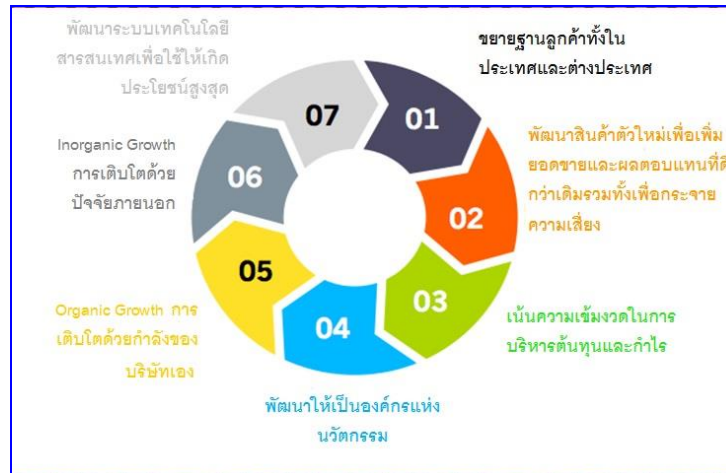 01
ขยายฐานลูกค้าทั้งใน
ประเทศและต่างประเทศ
02
พัฒนาสินค้าตัวใหม่เพื่อเพิ่ม
ยอดขายและผลตอบแทนที่ดี
กว่าเดิมรวมทั้งเพื่อกระจาย
ความเสี่ยง
03
เน้นความเข้มงวดในการ
บริหารต้นทุนและกำไร
04
พัฒนาให้เป็นองค์กรแห่ง
นวัตกรรม
05
Organic Growth การ
เติบโตด้วยกำลังของ
บริษัทเอง
06
Inorganic Growth
การเติบโตด้วย
ปัจจัยภายนอก
07
พัฒนาระบบเทคโนโลยี
สารสนเทศเพื่อใช้ให้เกิด
ประโยชน์สูงสุด